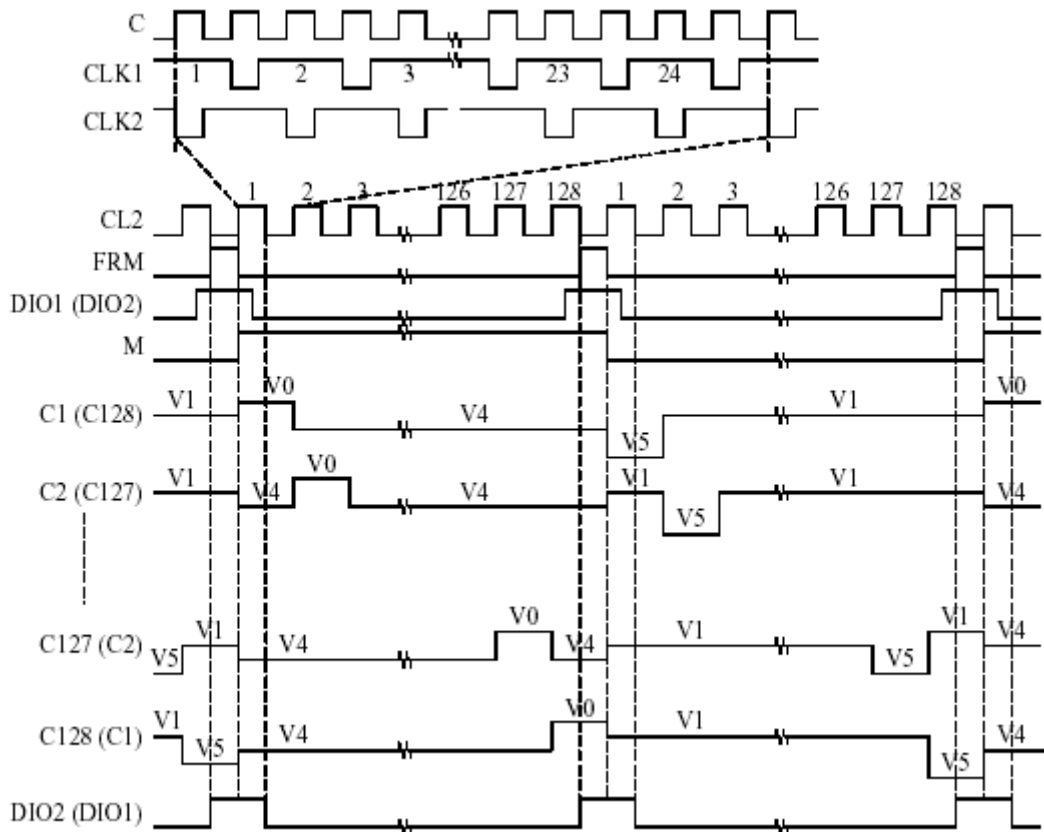 C
CLK1 1 2 3 23 24
CLK2
1 2 3 126 127 128 1 2 3 126 127 128
CL2
FRM
DIO1 (DIO2)
M
V1 V0 V4 V1 V0
C1 (C128)
V5
V0
V1 V4 V4 V1 V1 V4
C2 (C127)
V5
V0
V1 V4 V4 V1 V1 V4
C127 (C2)
V5 V5
V1 V0 V1
C128 (C1) V4 V4
V5 V5
DIO2 (DIO1)